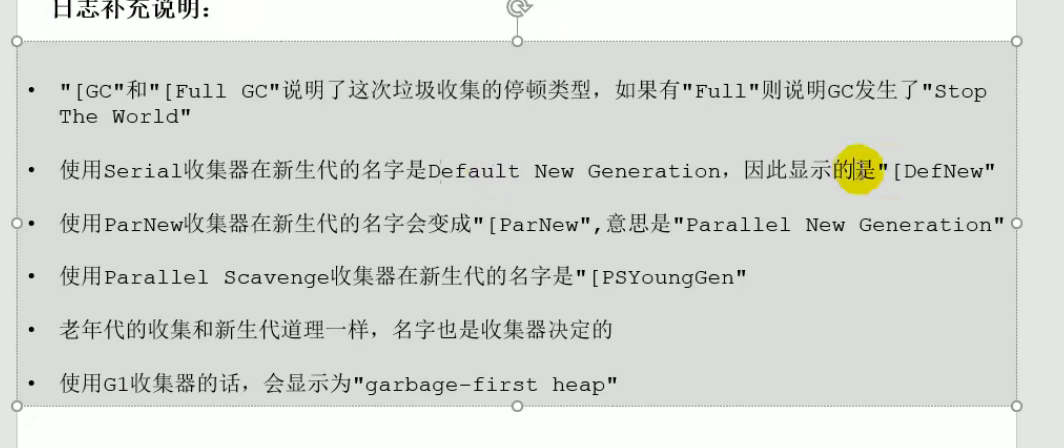 日志补充说明：
• "[GC"和"[Full GC"说明了这次垃圾收集的停顿类型，如果有"Full"则说明GC发生了"Stop
The World"
• 使用Serial收集器在新生代的名字是Default New Generation，因此显示的是"[DefNew"
• 使用ParNew收集器在新生代的名字会变成"[ParNew",意思是"Parallel New Generation"
• 使用Parallel Scavenge收集器在新生代的名字是"[PSYoungGen"
• 老年代的收集和新生代道理一样，名字也是收集器决定的
• 使用G1收集器的话，会显示为"garbage-first heap"